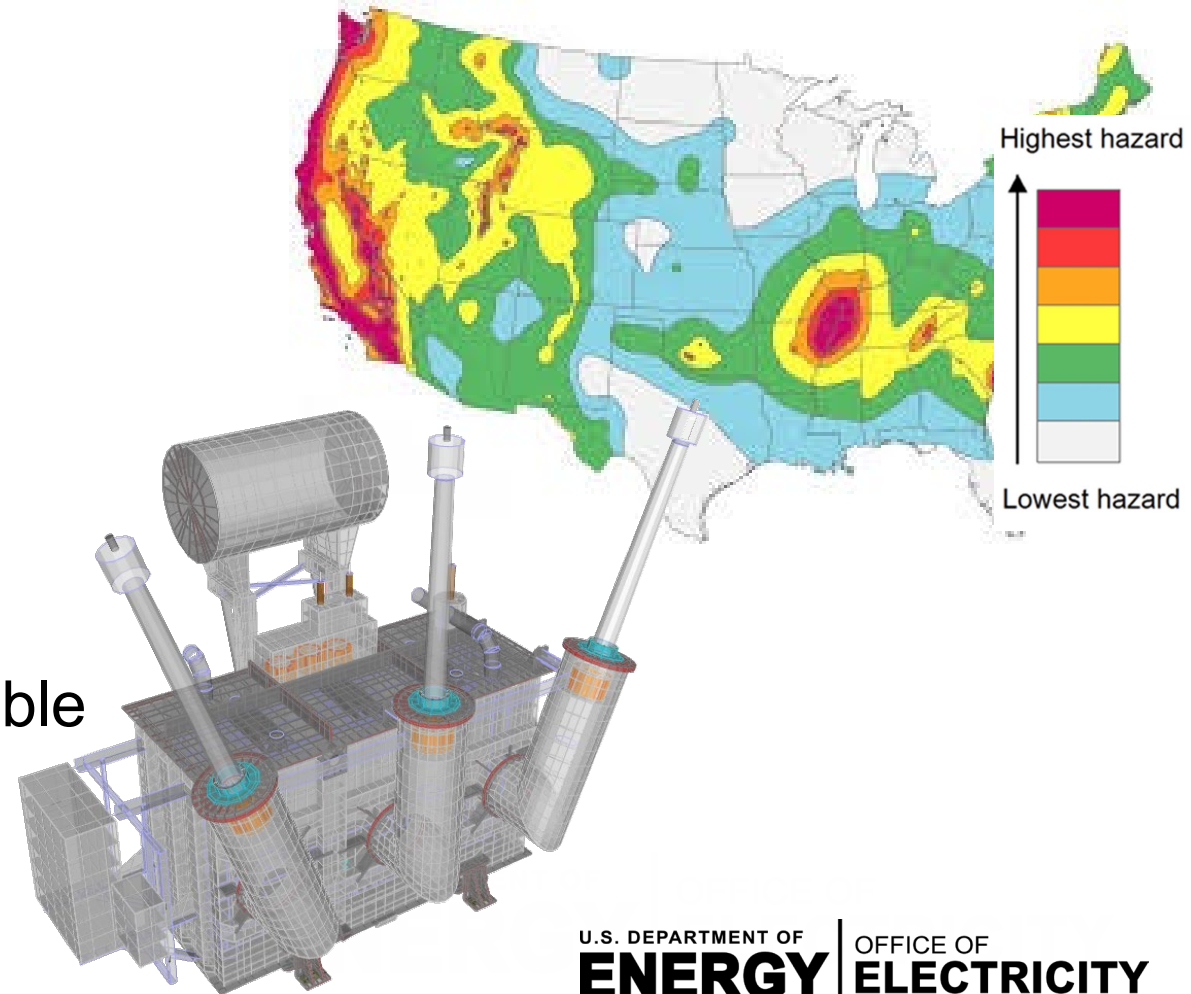 Highest hazard
Lowest hazard
ble
U.S. DEPARTMENT OF
ENERGY
OFFICE OF
ELECTRICITY